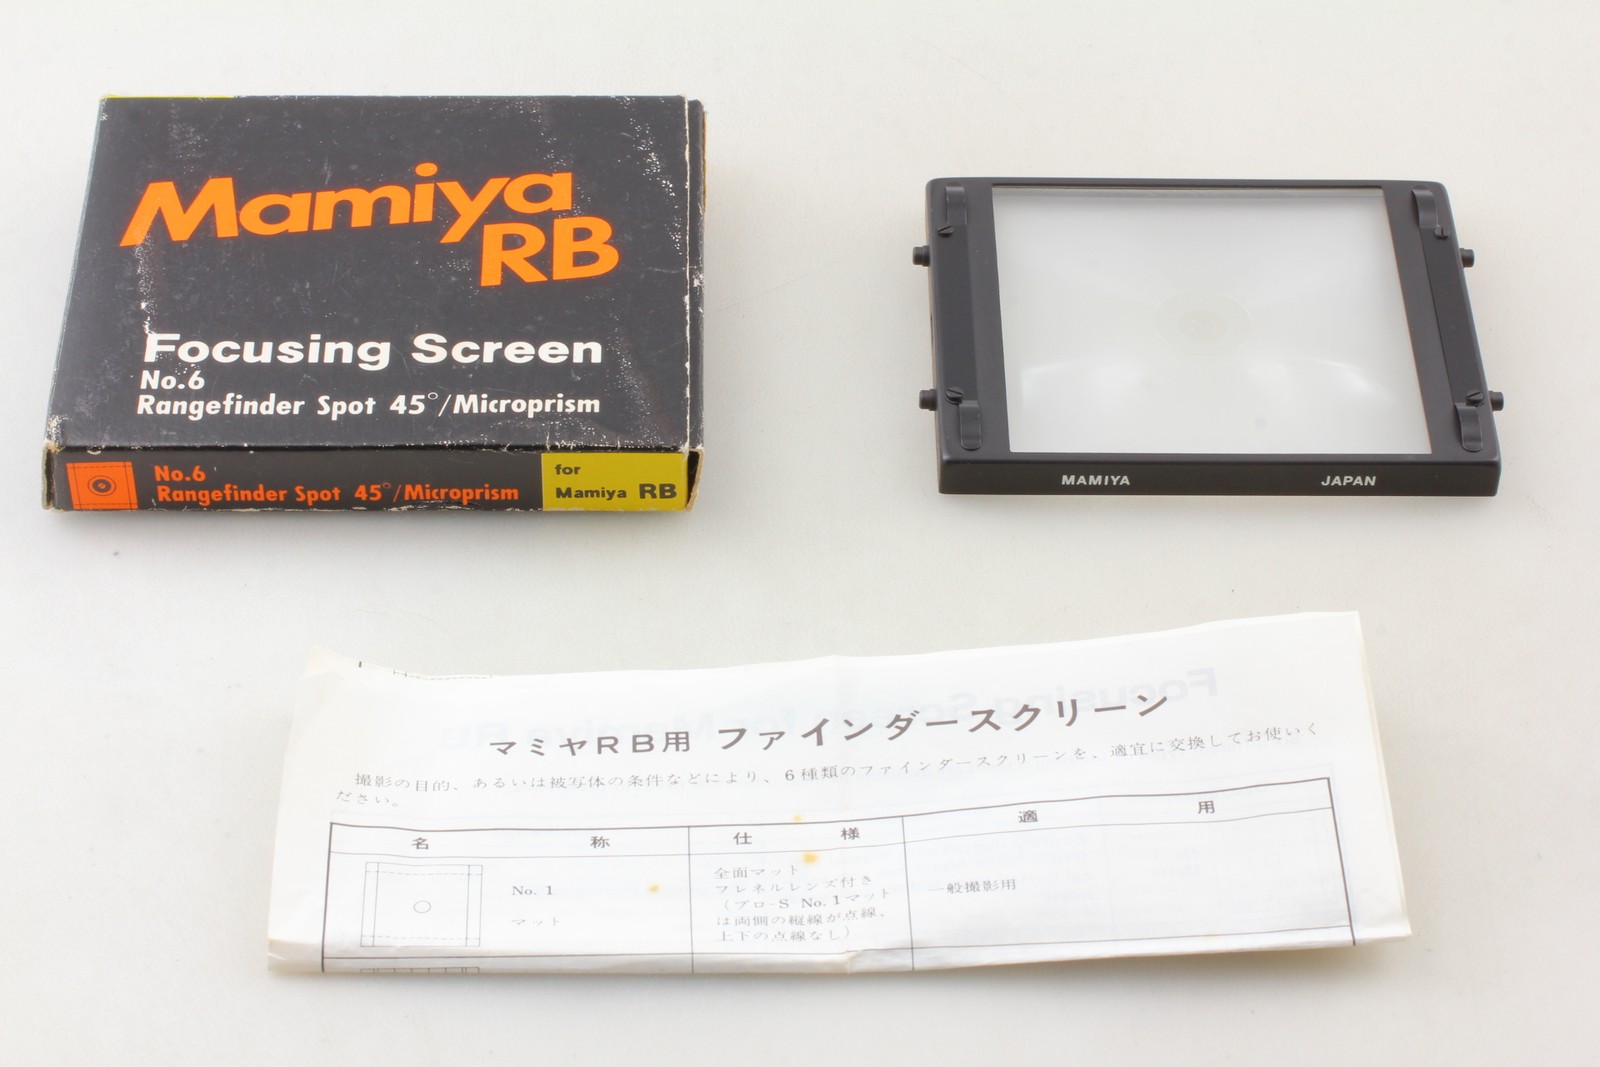 Mamiya
RB
Focusing Screen
No.6
Rangefinder Spot 45°/Microprism
No.6
Rangefinder Spot 45°/Microprism
for
Mamiya RB
MAMIYA
JAPAN
マミヤRB用 ファインダースクリーン
撮影の目的、あるいは被写体の条件などにより、6種類のファインダースクリーンを、適宜に交換してお使いく
ださい。
名 称
仕 様
適 用
No. 1
マット
全面マット
フレネルレンズ付き
(プロ-S No. 1マット
は両側の縦線が点線、
上下の点線なし)
一般撮影用